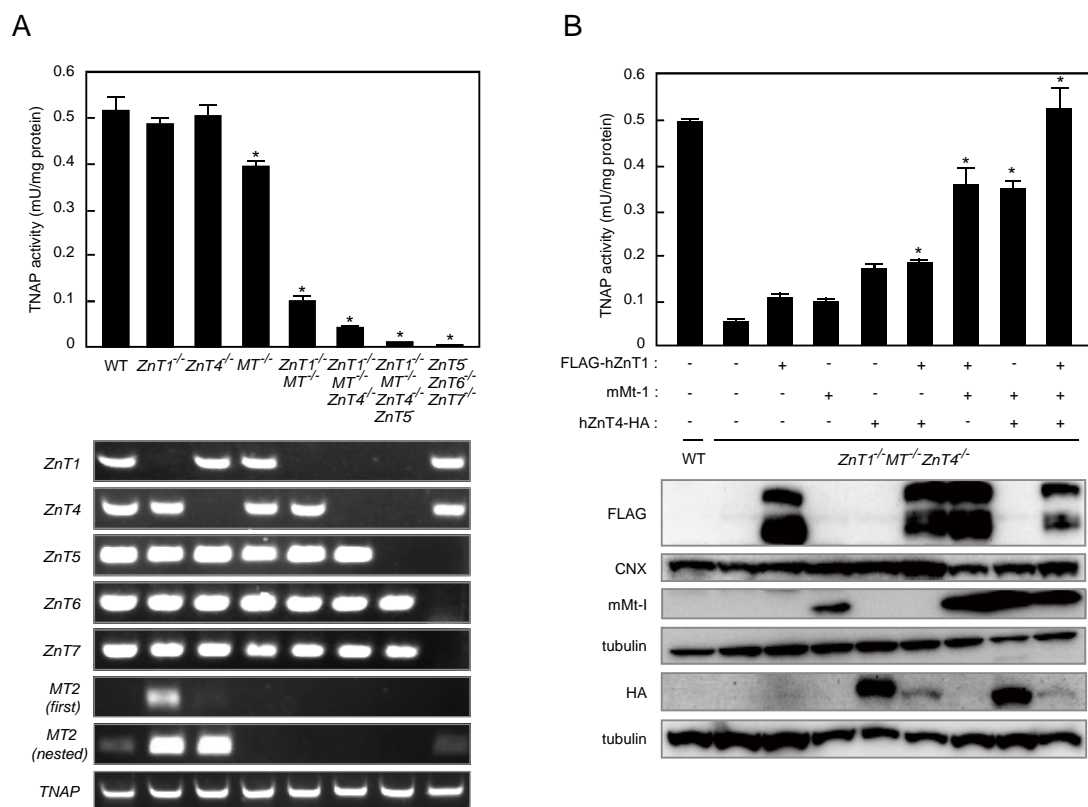 A
TNAP activity (mU/mg protein)
0.6
0.5
0.4
0.3
0.2
0.1
0
*
*
*
*
*
WT
ZnT1-/-
ZnT4-/-
MT-/-
ZnT1-/-
MT-/-
ZnT1-/-
MT-/-
ZnT4-/-
ZnT1-/-
MT-/-
ZnT4-/-
ZnT5-
ZnT5-
ZnT6-/-
ZnT7-/-
ZnT1
ZnT4
ZnT5
ZnT6
ZnT7
MT2
(first)
MT2
(nested)
TNAP
B
TNAP activity (mU/mg protein)
0.6
0.5
0.4
0.3
0.2
0.1
0
*
*
*
*
FLAG-hZnT1 : - - + - - + + - +
mMt-1 : - - - + - - + + +
hZnT4-HA : - - - - + + - + +
WT
ZnT1-/-MT-/-ZnT4-/-
FLAG
CNX
mMt-I
tubulin
HA
tubulin